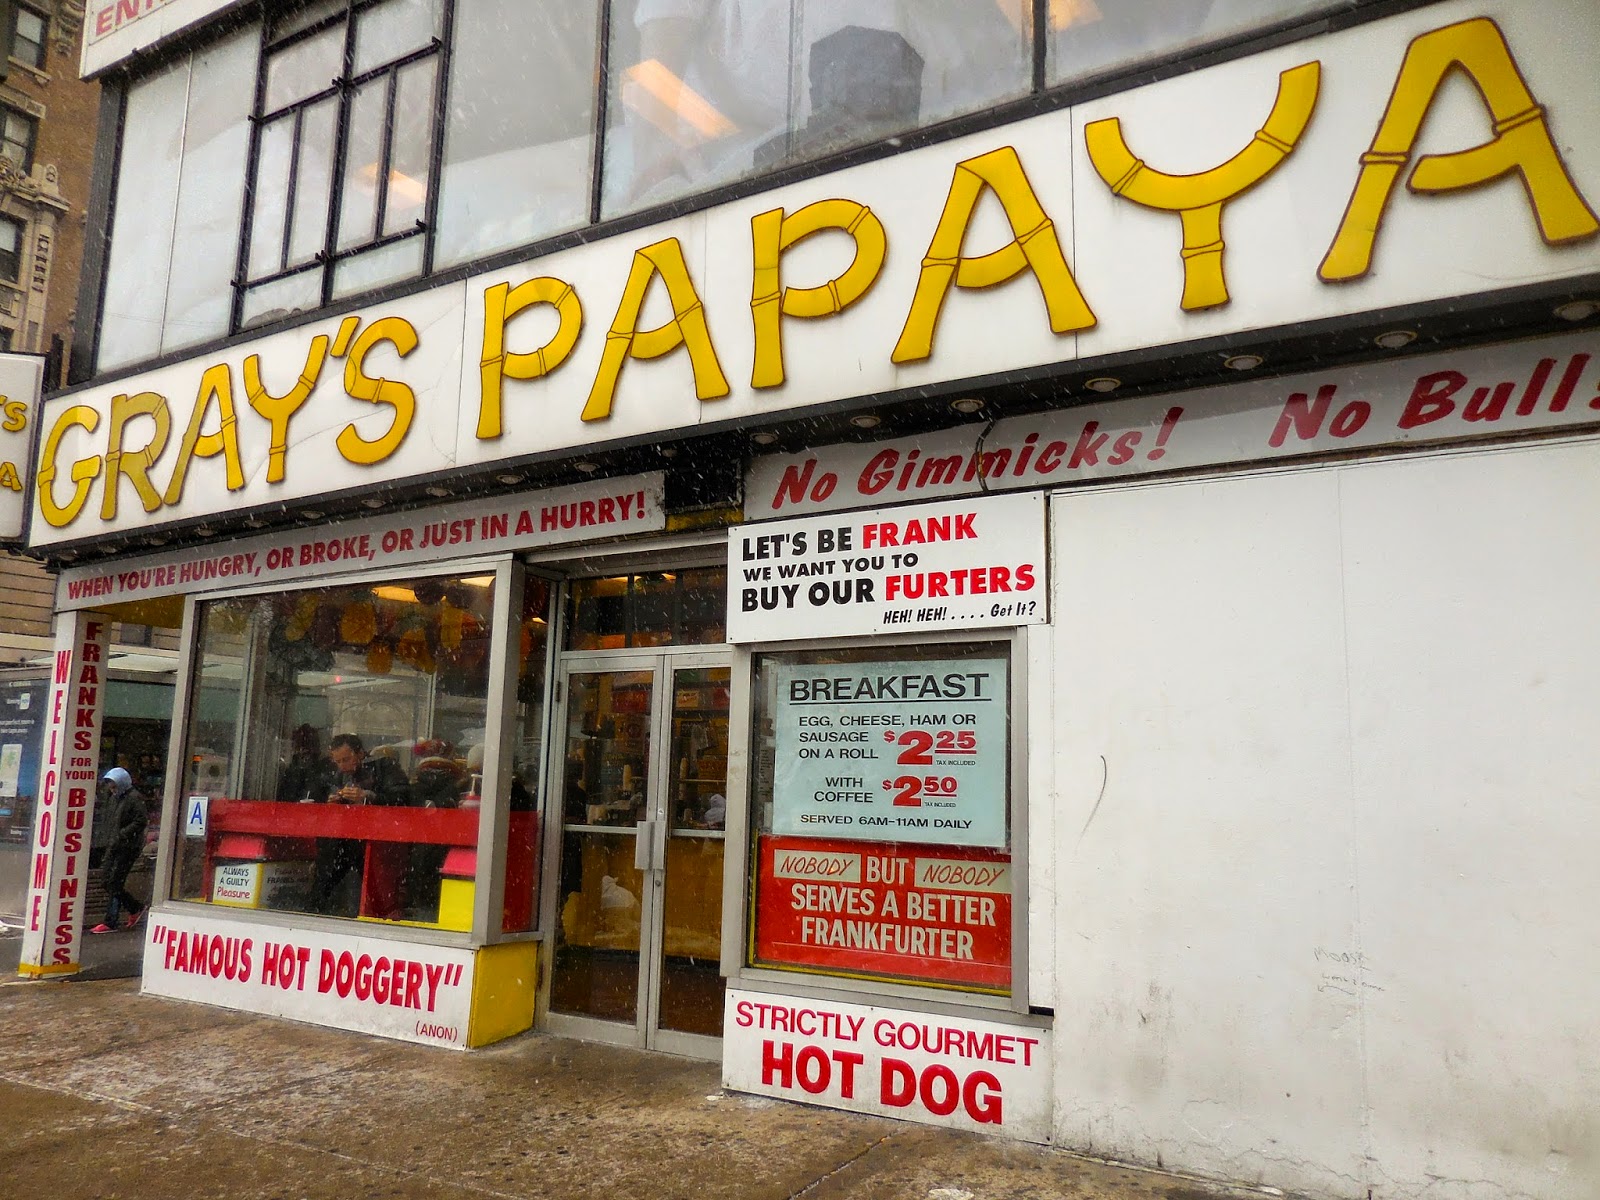 ENT
GRAY'S PAPAYA
'S
A
WHEN YOU'RE HUNGRY, OR BROKE, OR JUST IN A HURRY!
No Gimmicks! No Bull!
LET'S BE FRANK
WE WANT YOU TO
BUY OUR FURTERS
HEH! HEH! . . . . Get It?
WELCOME
FRANKS
FOR
YOUR
BUSINESS
BREAKFAST
EGG, CHEESE, HAM OR
SAUSAGE
ON A ROLL $2 25
TAX INCLUDED
WITH
COFFEE $2 50
TAX INCLUDED
SERVED 6AM-11AM DAILY
A
ALWAYS
A GUILTY
Pleasure
NOBODY BUT NOBODY
SERVES A BETTER
FRANKFURTER
"FAMOUS HOT DOGGERY"
(ANON)
STRICTLY GOURMET
HOT DOG